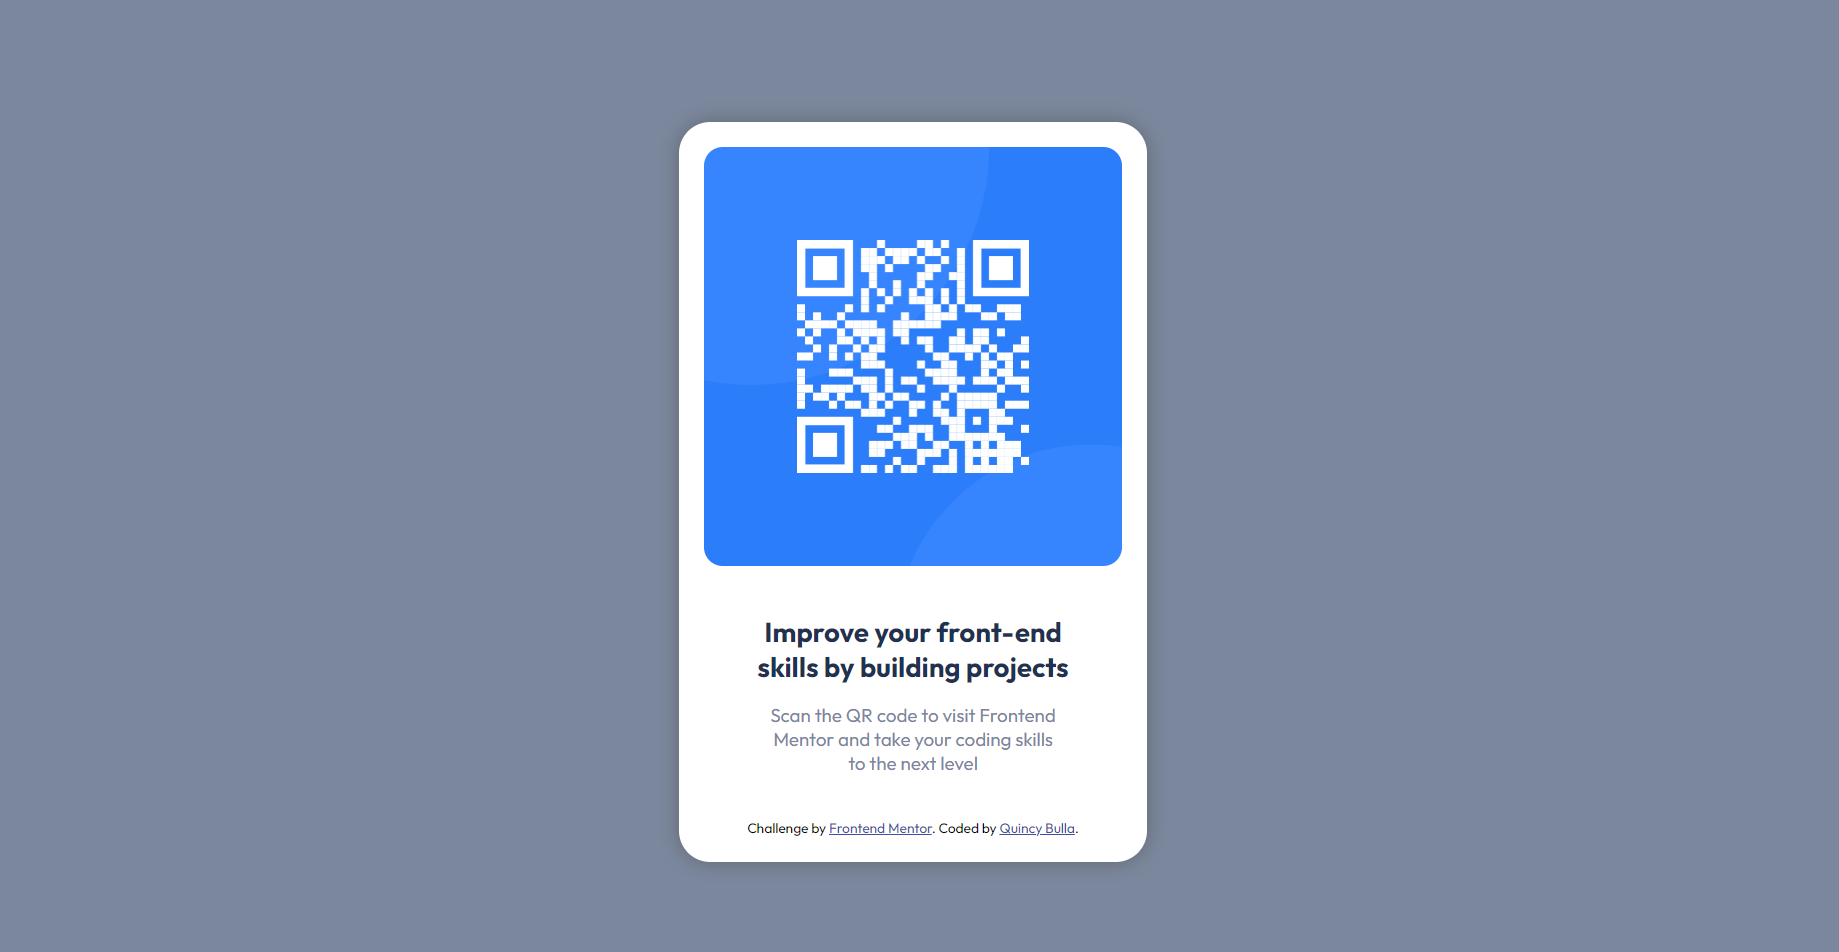 Improve your front-end
skills by building projects
Scan the QR code to visit Frontend
Mentor and take your coding skills
to the next level
Challenge by Frontend Mentor. Coded by Quincy Bulla.